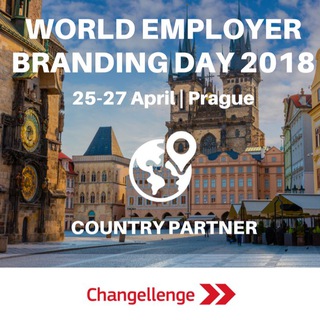 WORLD EMPLOYER
BRANDING DAY 2018
25-27 April | Prague
COUNTRY PARTNER
Changellenge